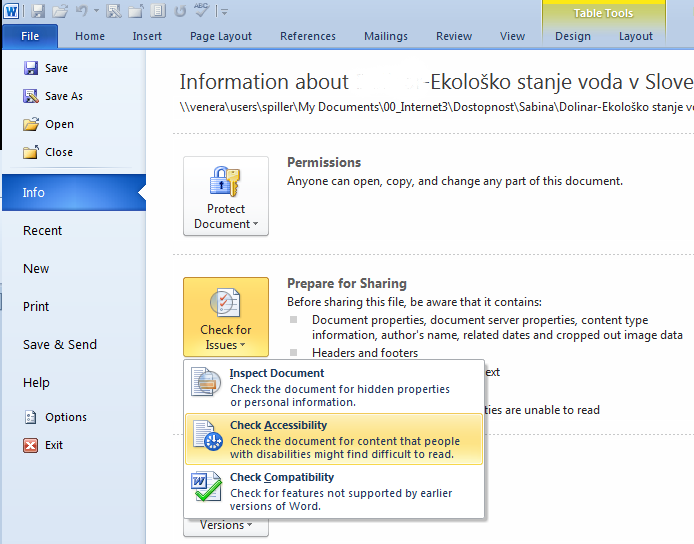 Table Tools
File Home Insert Page Layout References Mailings Review View Design Layout
Save
Save As
Open
Close
Info
Recent
New
Print
Save & Send
Help
Options
Exit
Information about -Ekološko stanje voda v Slove
\\venera\users\spiller\My Documents\00_Internet3\Dostopnost\Sabina\Dolinar-Ekološko stanje v
Protect
Document
Permissions
Anyone can open, copy, and change any part of this document.
Check for
Issues
Prepare for Sharing
Before sharing this file, be aware that it contains:
Document properties, document server properties, content type
information, author's name, related dates and cropped out image data
Headers and footers
ext
ties are unable to read
Inspect Document
Check the document for hidden properties
or personal information.
Check Accessibility
Check the document for content that people
with disabilities might find difficult to read.
Check Compatibility
Check for features not supported by earlier
versions of Word.
Versions